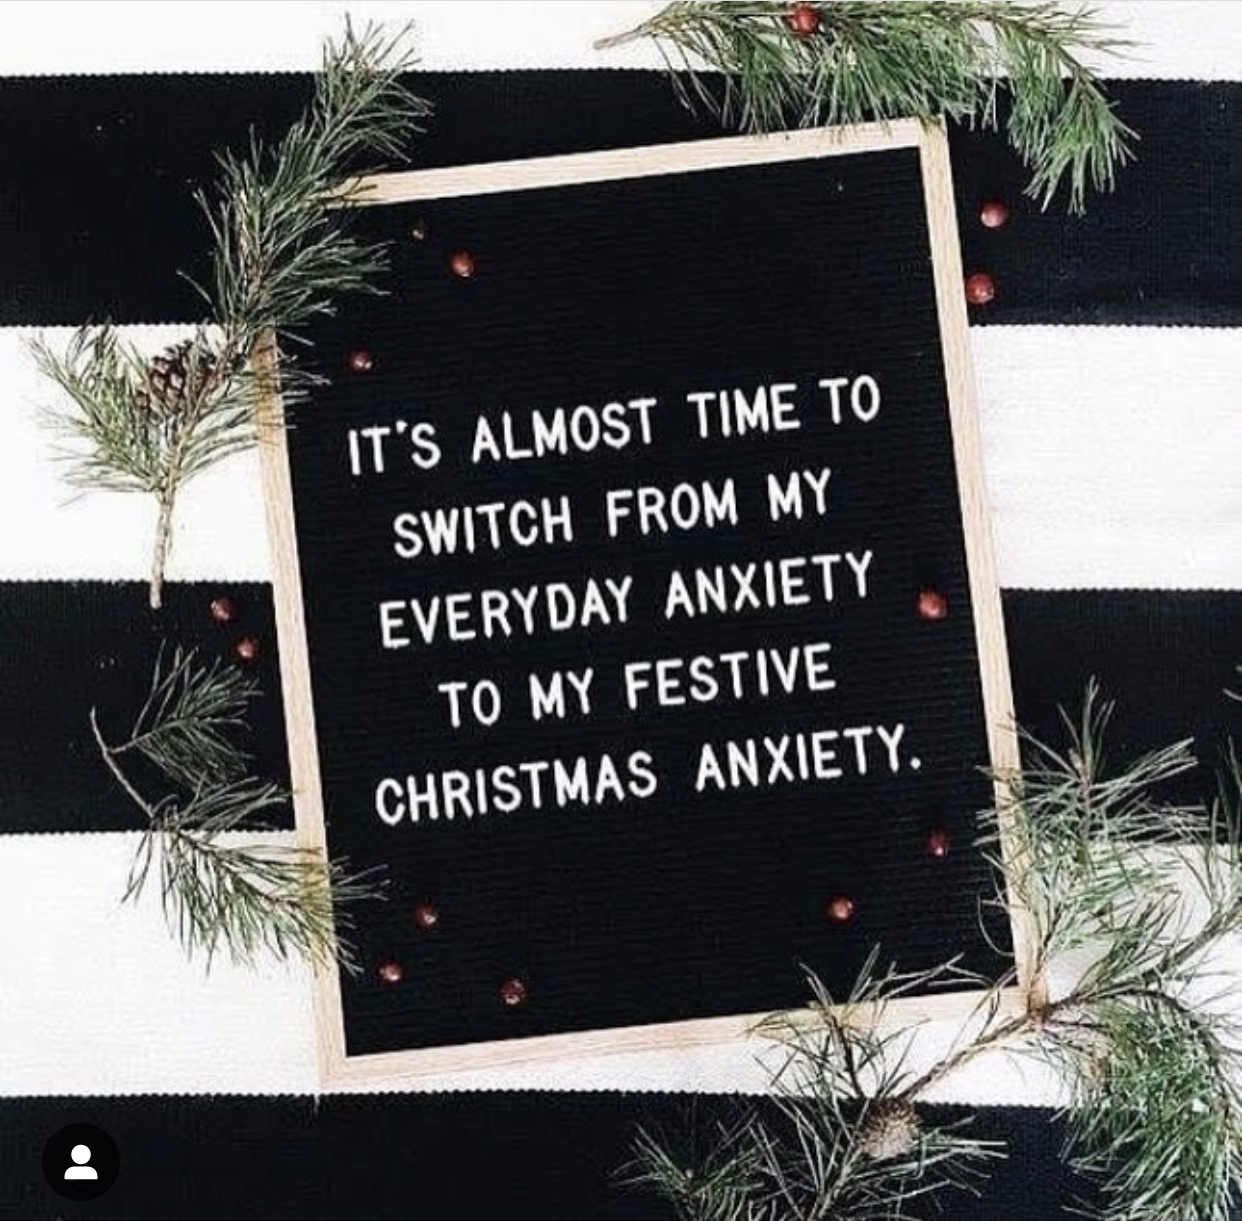 IT'S ALMOST TIME TO
SWITCH FROM MY
EVERYDAY ANXIETY
TO MY FESTIVE
CHRISTMAS ANXIETY.